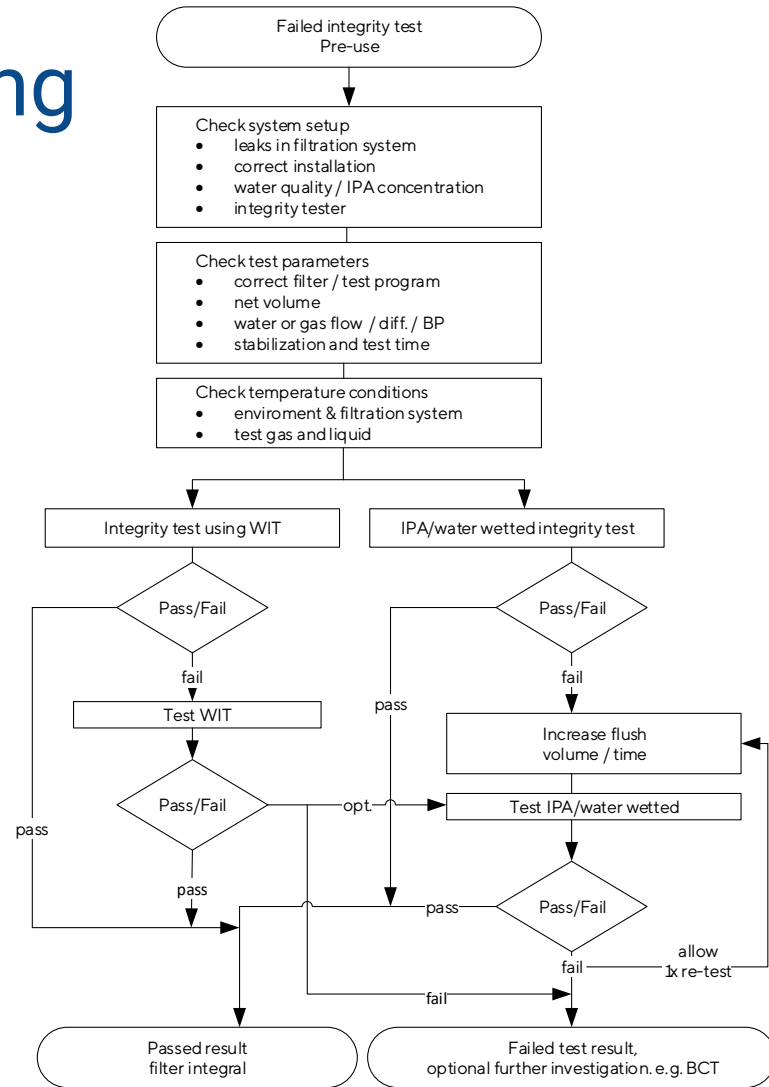 ng
Failed integrity test
Pre-use
Check system setup
• leaks in filtration system
• correct installation
• water quality / IPA concentration
• integrity tester
Check test parameters
• correct filter / test program
• net volume
• water or gas flow / diff. / BP
• stabilization and test time
Check temperature conditions
• enviroment & filtration system
• test gas and liquid
Integrity test using WIT
IPA/water wetted integrity test
Pass/Fail
Pass/Fail
fail
fail
pass
Test WIT
Increase flush
volume / time
Pass/Fail
opt.
Test IPA/water wetted
pass
pass
pass
Pass/Fail
allow
1x re-test
fail
fail
Passed result
filter integral
Failed test result,
optional further investigation. e.g. BCT